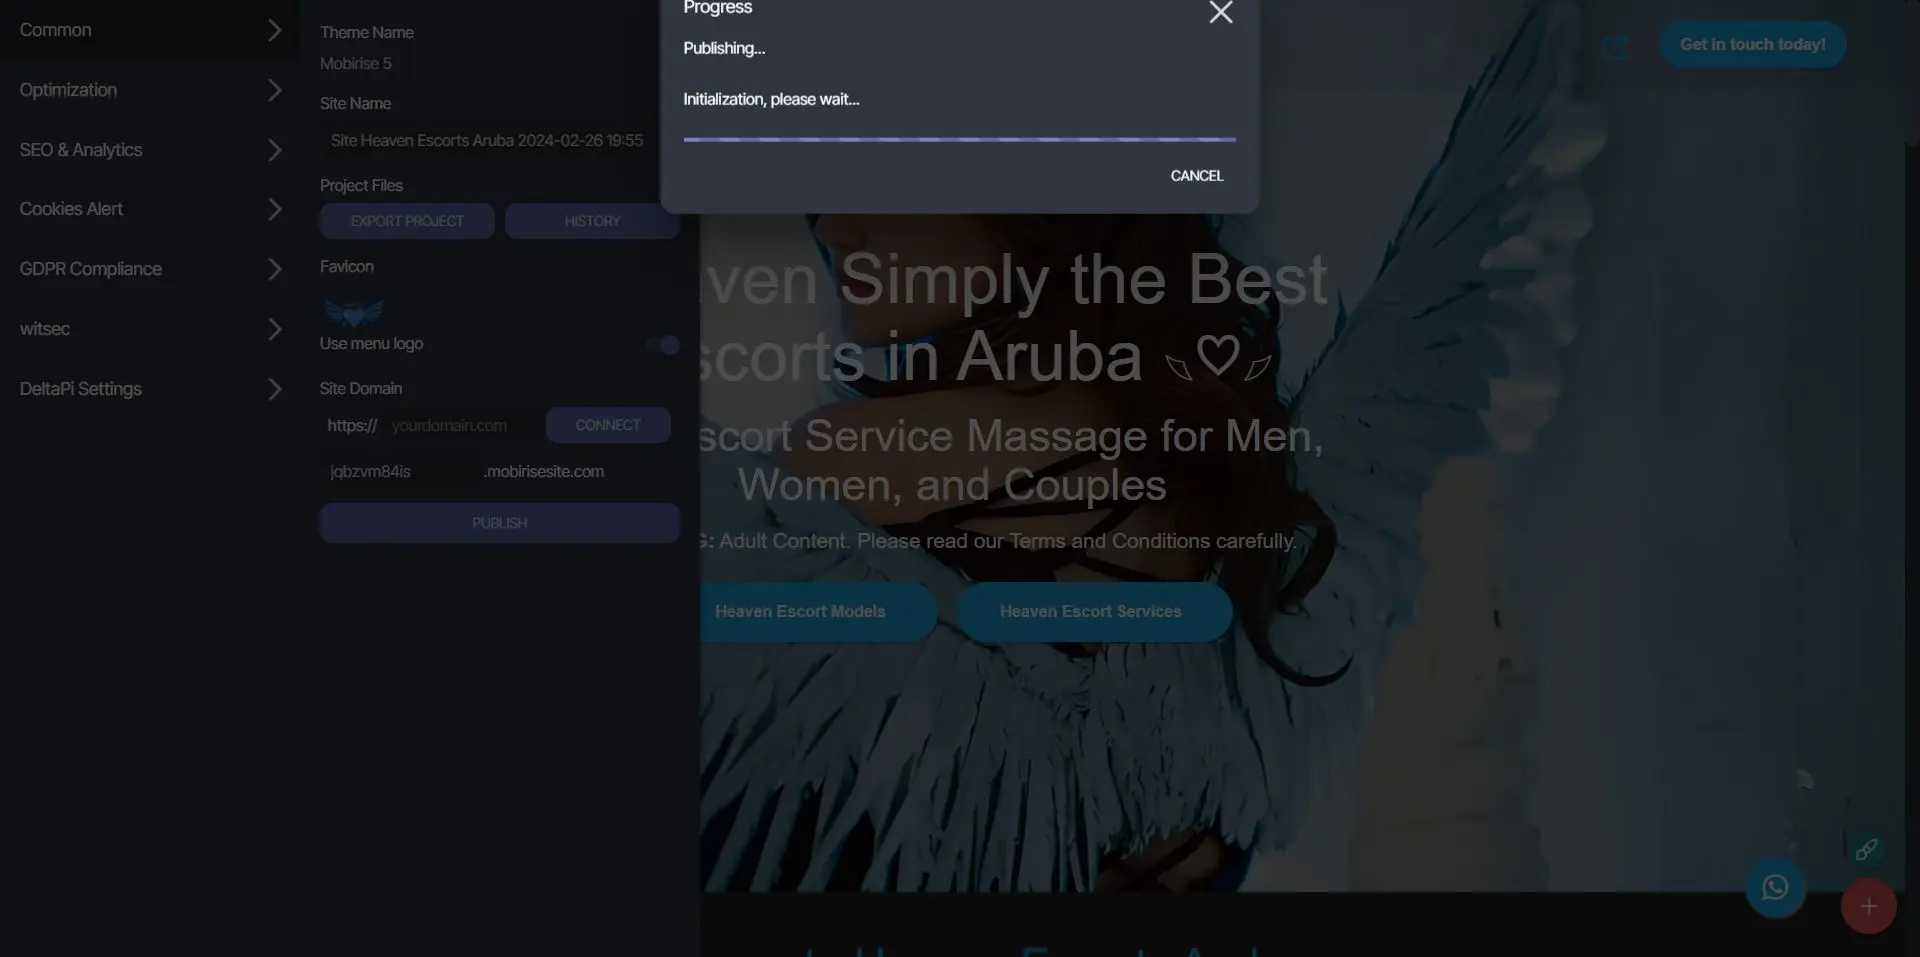 Common
Optimization
SEO & Analytics
Cookies Alert
GDPR Compliance
witsec
DeltaPi Settings
Theme Name
Mobirise 5
Site Name
Site Heaven Escorts Aruba 2024-02-26 19:55
Project Files
EXPORT PROJECT HISTORY
Favicon
Use menu logo
Site Domain
https:// yourdomain.com CONNECT
jqbzvm84is .mobirisesite.com
PUBLISH
Progress
Publishing...
Initialization, please wait...
CANCEL
Get in touch today!
Simply the Best
in Aruba
Service Massage for Men,
Women, and Couples
Adult Content. Please read our Terms and Conditions carefully.
Heaven Escort Models Heaven Escort Services